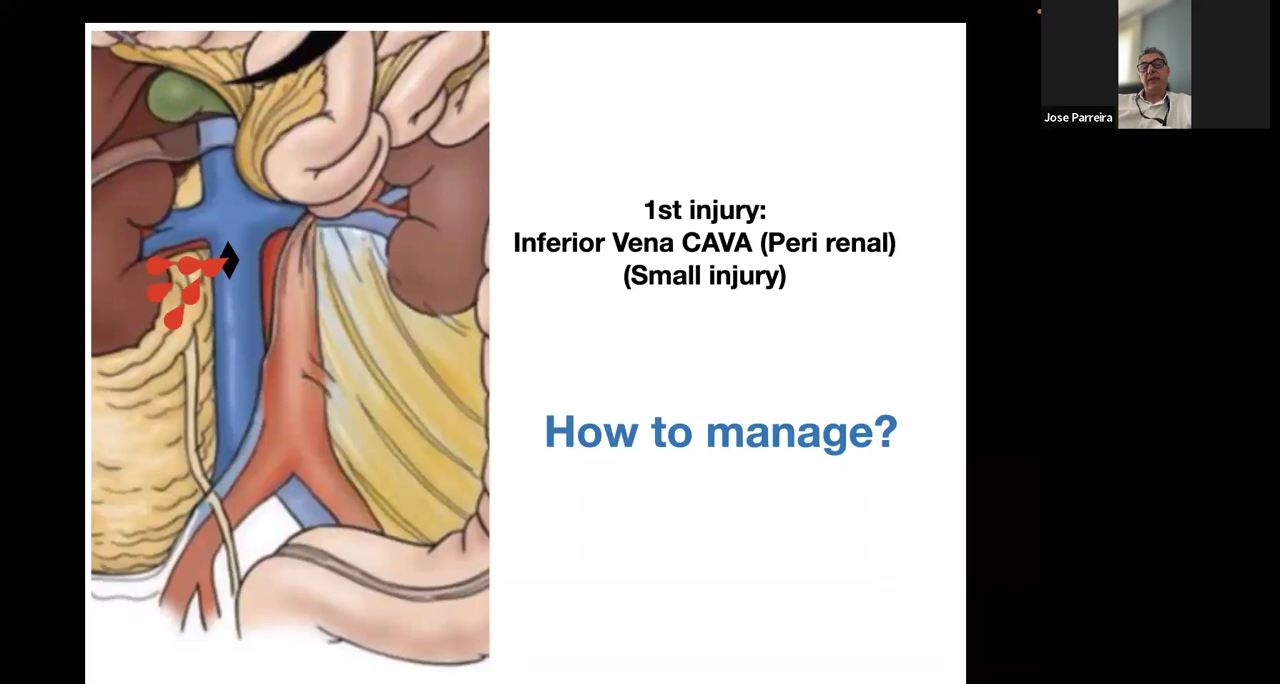 1st injury:
Inferior Vena CAVA (Peri renal)
(Small injury)
How to manage?
Jose Parreira